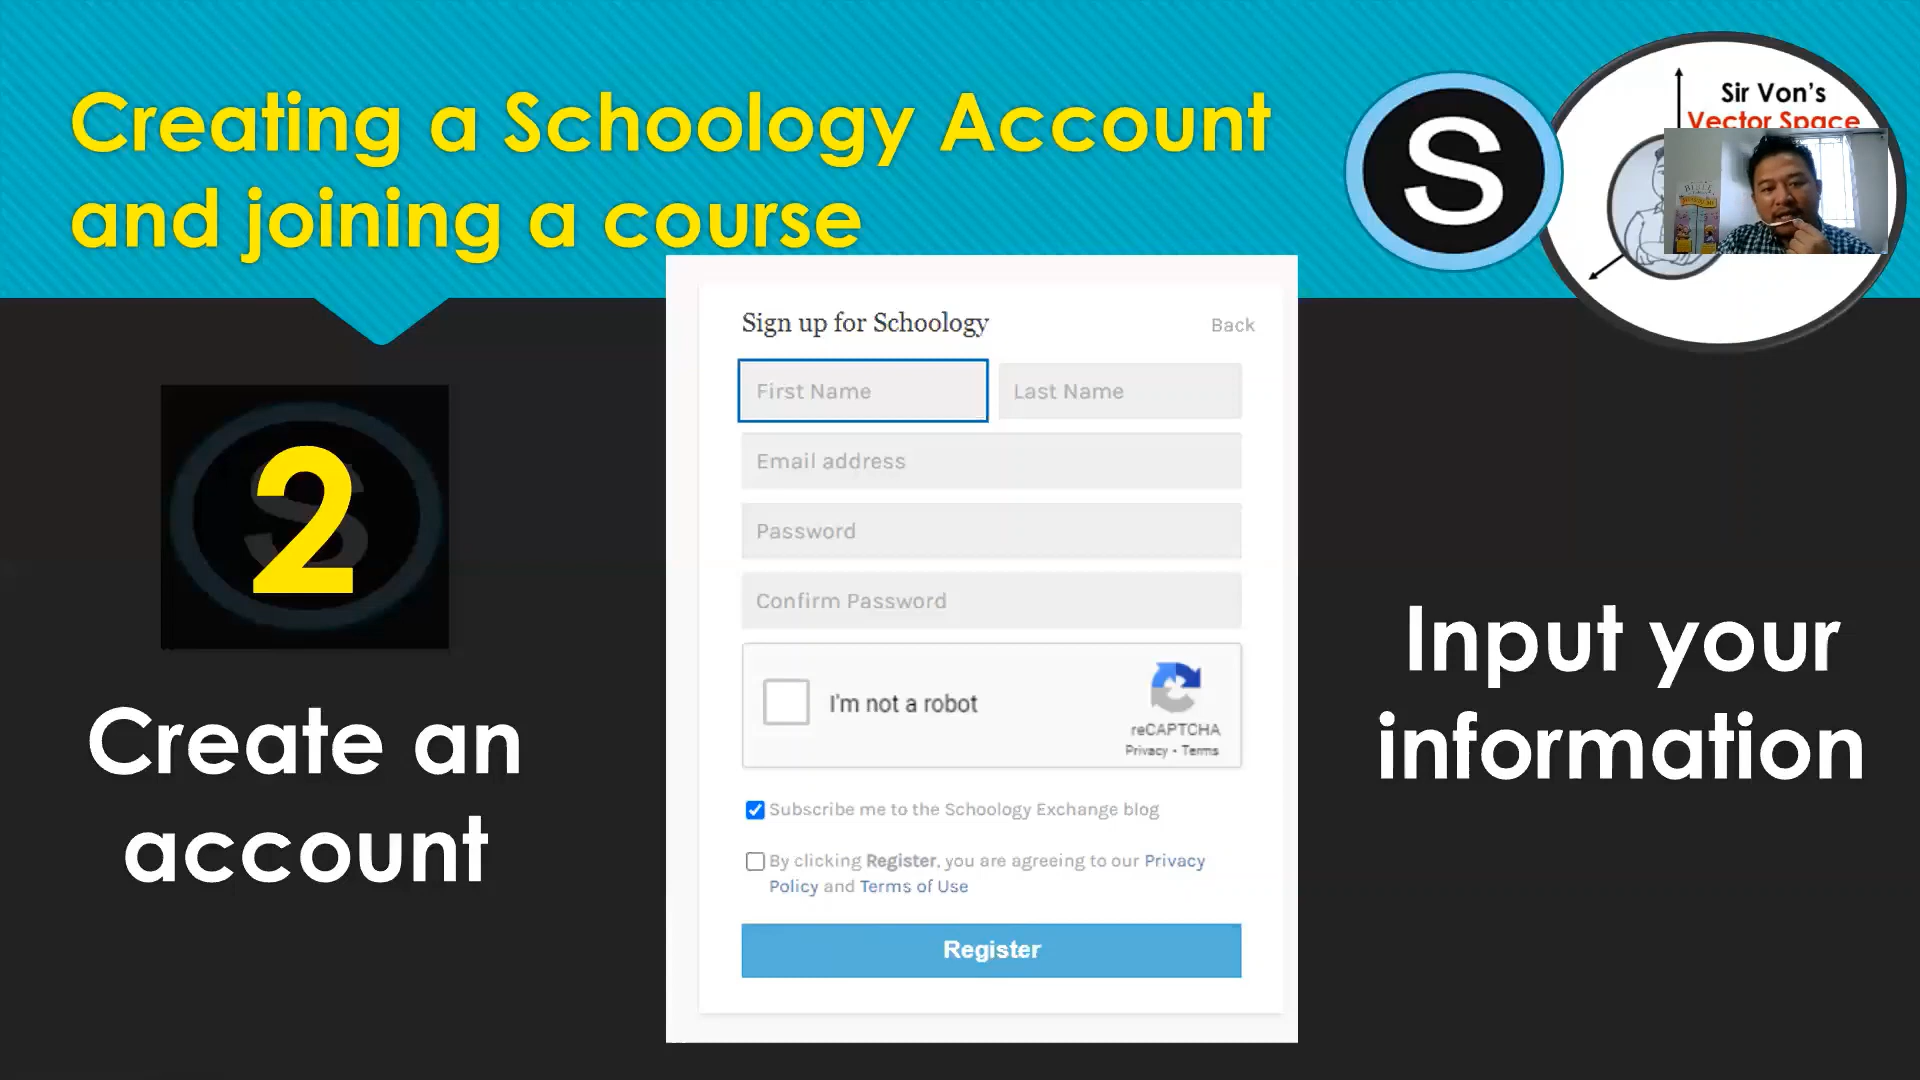 Creating a Schoology Account
and joining a course
S
Sir Von's
Vector Space
2
Create an
account
Sign up for Schoology
Back
First Name
Last Name
Email address
Password
Confirm Password
I'm not a robot
reCAPTCHA
Privacy • Terms
Subscribe me to the Schoology Exchange blog
By clicking Register, you are agreeing to our Privacy
Policy and Terms of Use
Register
Input your
information